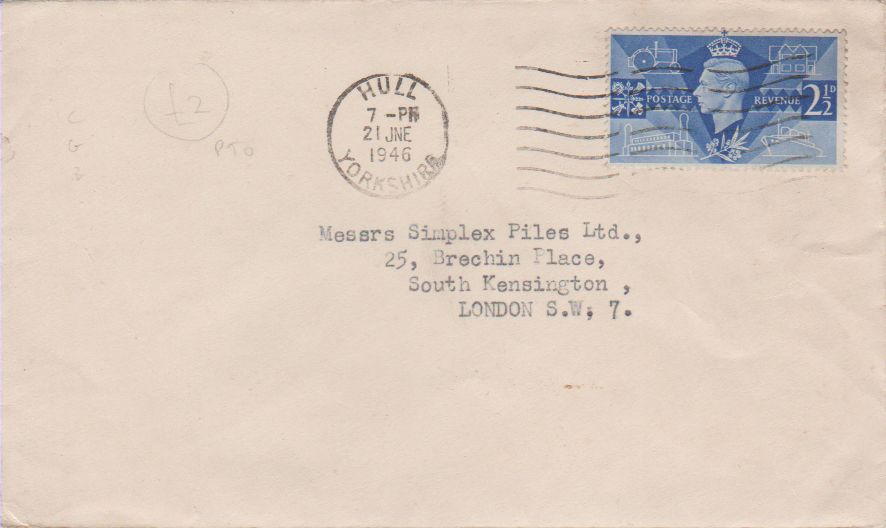 HULL
7-PM
21 JNE
1946
YORKSHIRE
POSTAGE REVENUE 2½D
£2
PTO
C
G
Messrs Simplex Piles Ltd.,
25, Brechin Place,
South Kensington ,
LONDON S.W; 7.